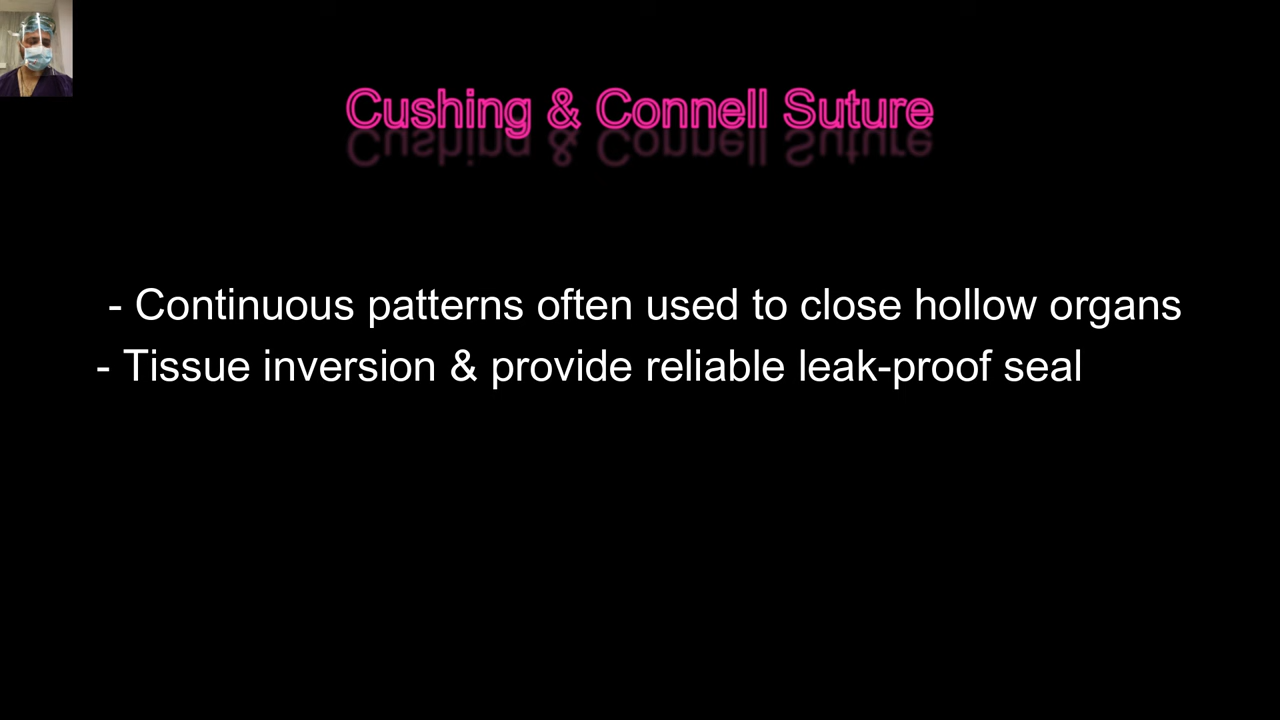 Cushing & Connell Suture
- Continuous patterns often used to close hollow organs
- Tissue inversion & provide reliable leak-proof seal